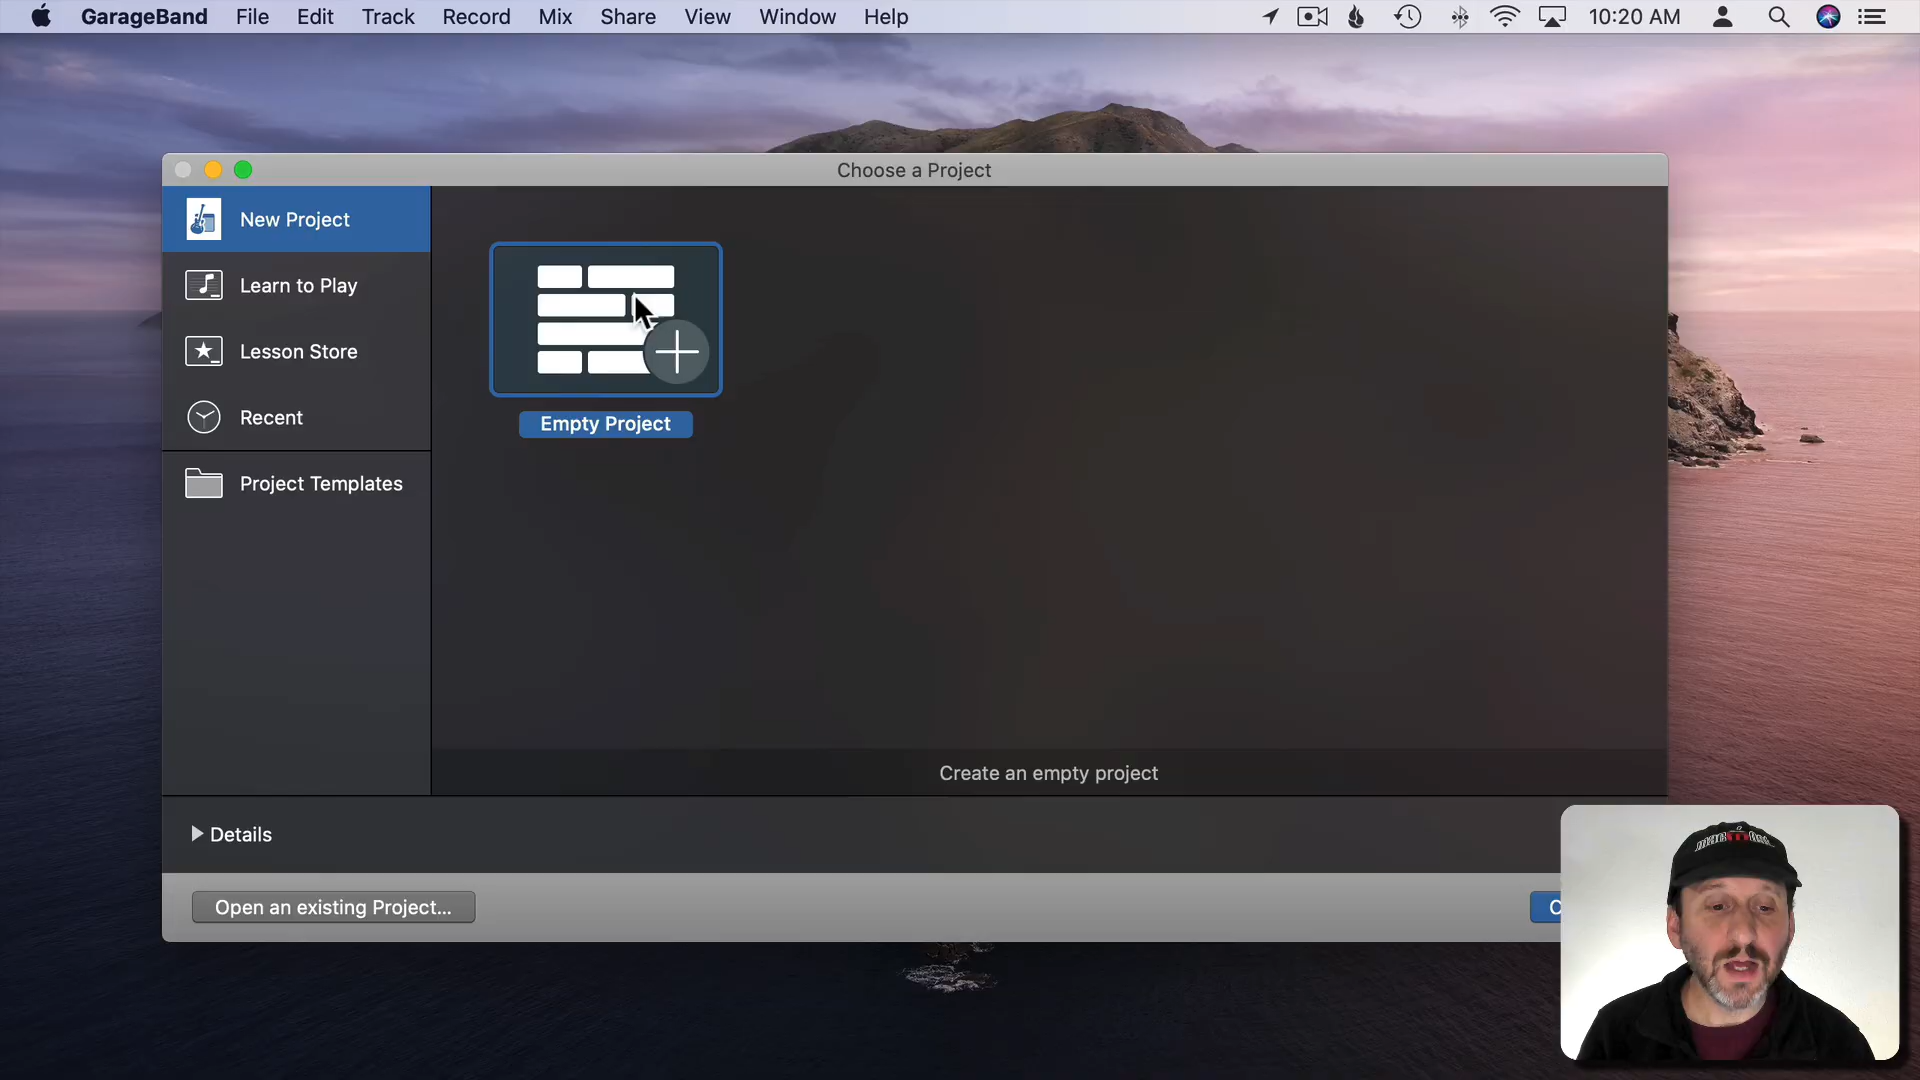 GarageBand File Edit Track Record Mix Share View Window Help 10:20 AM
Choose a Project
New Project
Learn to Play
Lesson Store
Recent
Project Templates
Empty Project
Create an empty project
Details
Open an existing Project...
C